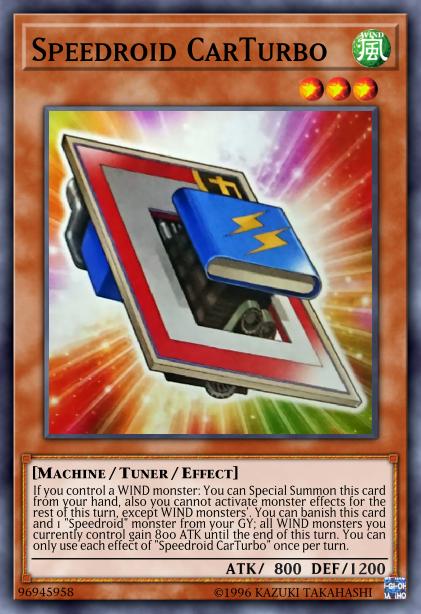 SPEEDROID CARTURBO
WIND
風
カ
[MACHINE / TUNER / EFFECT]
If you control a WIND monster: You can Special Summon this card
from your hand, also you cannot activate monster effects for the
rest of this turn, except WIND monsters'. You can banish this card
and 1 "Speedroid" monster from your GY; all WIND monsters you
currently control gain 800 ATK until the end of this turn. You can
only use each effect of "Speedroid CarTurbo" once per turn.
ATK/ 800 DEF/1200
96945958
©1996 KAZUKI TAKAHASHI